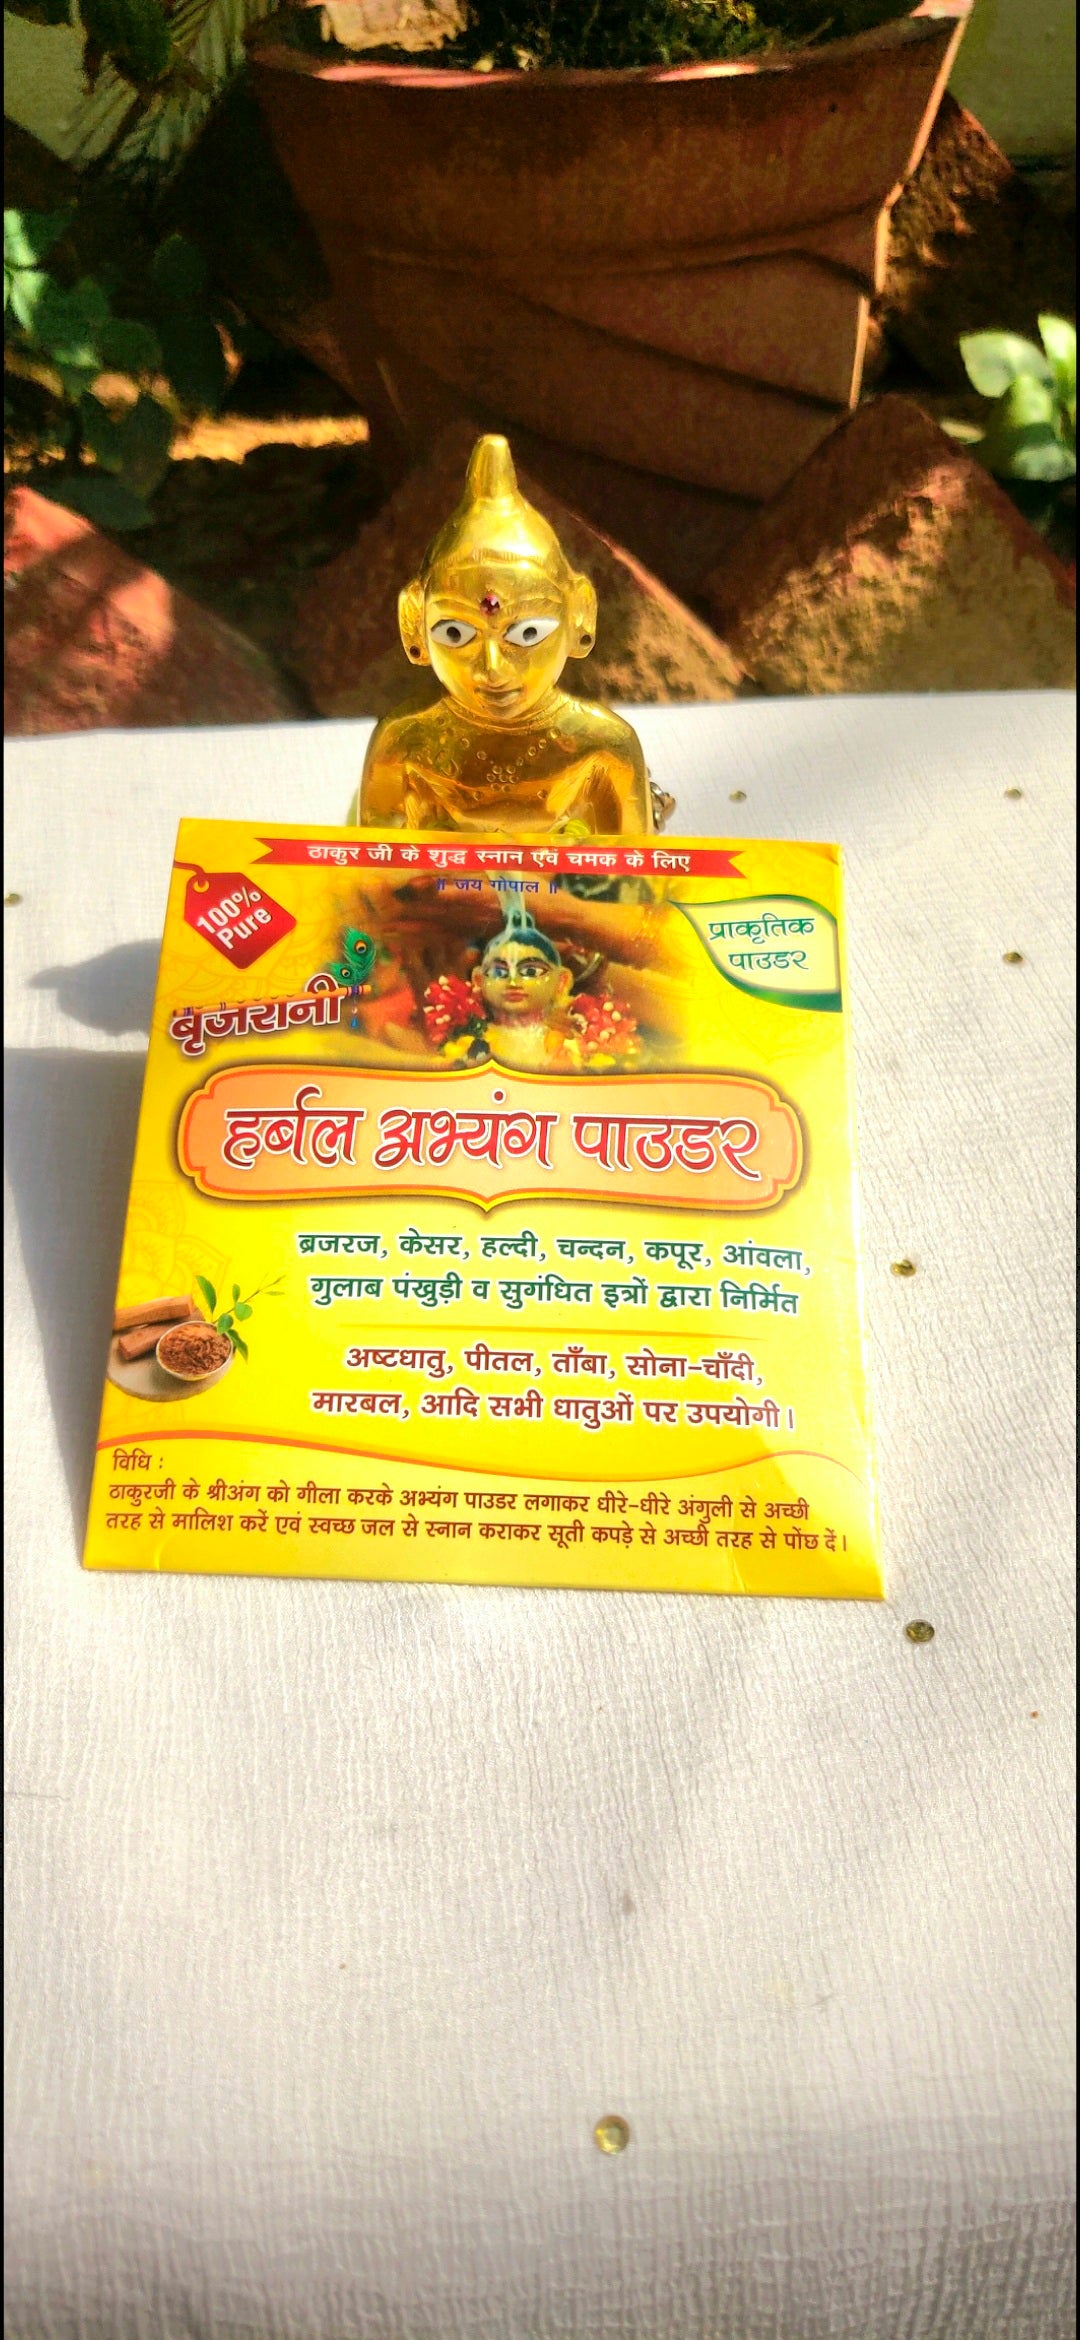 ठाकुर जी के शुद्ध स्नान एवं चमक के लिए
॥ जय गोपाल ॥
100%
Pure
प्राकृतिक
पाउडर
बृजरानी
हर्बल अभ्यंग पाउडर
ब्रजरज, केसर, हल्दी, चन्दन, कपूर, आंवला,
गुलाब पंखुड़ी व सुगंधित इत्रों द्वारा निर्मित
अष्टधातु, पीतल, ताँबा, सोना-चाँदी,
मारबल, आदि सभी धातुओं पर उपयोगी।
विधि :
ठाकुरजी के श्रीअंग को गीला करके अभ्यंग पाउडर लगाकर धीरे-धीरे अंगुली से अच्छी
तरह से मालिश करें एवं स्वच्छ जल से स्नान कराकर सूती कपड़े से अच्छी तरह से पोंछ दें।